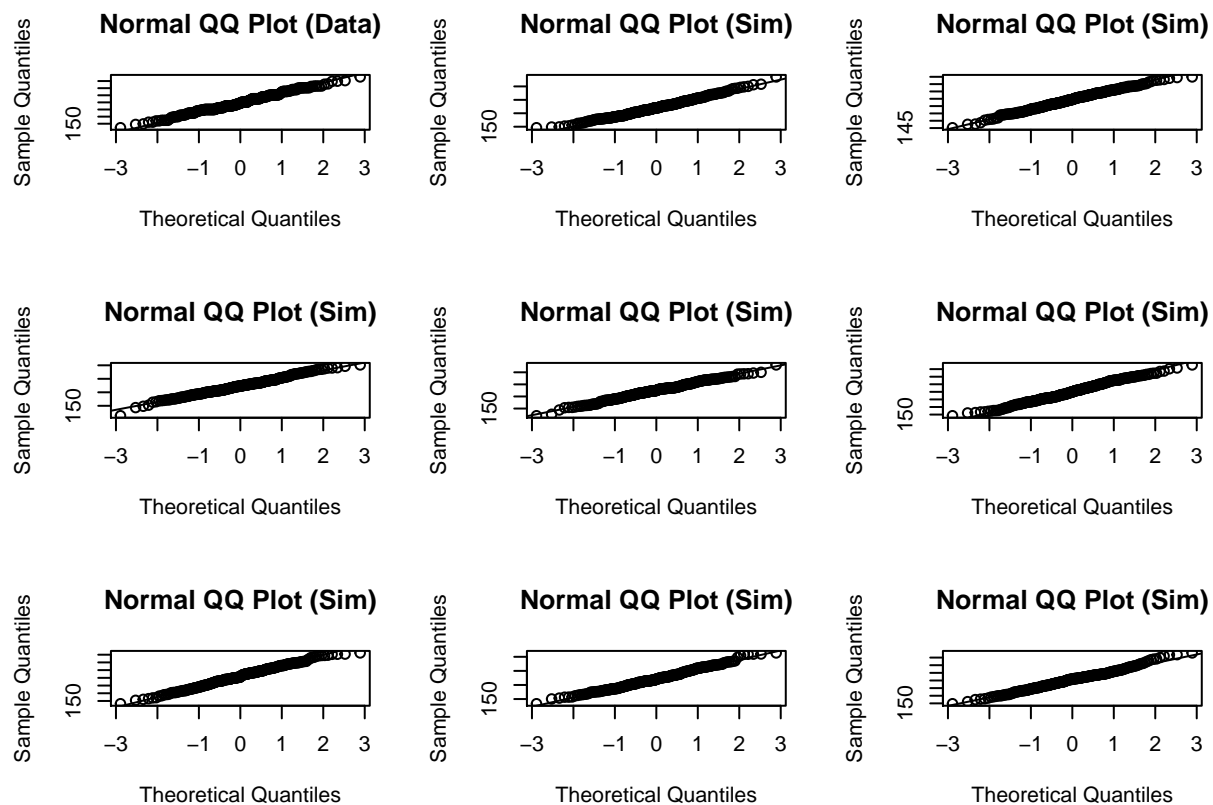 Normal QQ Plot (Data)
Sample Quantiles
150
−3 −1 0 1 2 3
Theoretical Quantiles
Normal QQ Plot (Sim)
Sample Quantiles
150
−3 −1 0 1 2 3
Theoretical Quantiles
Normal QQ Plot (Sim)
Sample Quantiles
145
−3 −1 0 1 2 3
Theoretical Quantiles
Normal QQ Plot (Sim)
Sample Quantiles
150
−3 −1 0 1 2 3
Theoretical Quantiles
Normal QQ Plot (Sim)
Sample Quantiles
150
−3 −1 0 1 2 3
Theoretical Quantiles
Normal QQ Plot (Sim)
Sample Quantiles
150
−3 −1 0 1 2 3
Theoretical Quantiles
Normal QQ Plot (Sim)
Sample Quantiles
150
−3 −1 0 1 2 3
Theoretical Quantiles
Normal QQ Plot (Sim)
Sample Quantiles
150
−3 −1 0 1 2 3
Theoretical Quantiles
Normal QQ Plot (Sim)
Sample Quantiles
150
−3 −1 0 1 2 3
Theoretical Quantiles